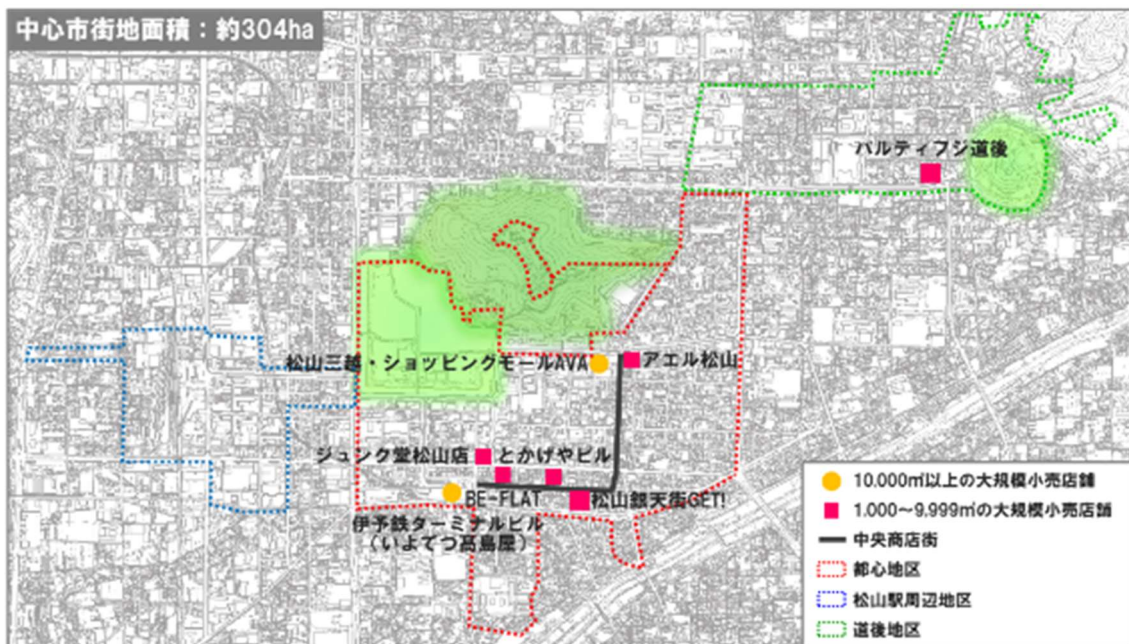 中心市街地面積：約304ha
パルティフジ道後
松山三越・ショッピングモールAVA
アエル松山
ジュンク堂松山店
とかげやビル
BE-FLAT
松山銀天街GET!
伊予鉄ターミナルビル
（いよてつ髙島屋）
10.000㎡以上の大規模小売店舗
1.000～9,999㎡の大規模小売店舗
中央商店街
都心地区
松山駅周辺地区
道後地区